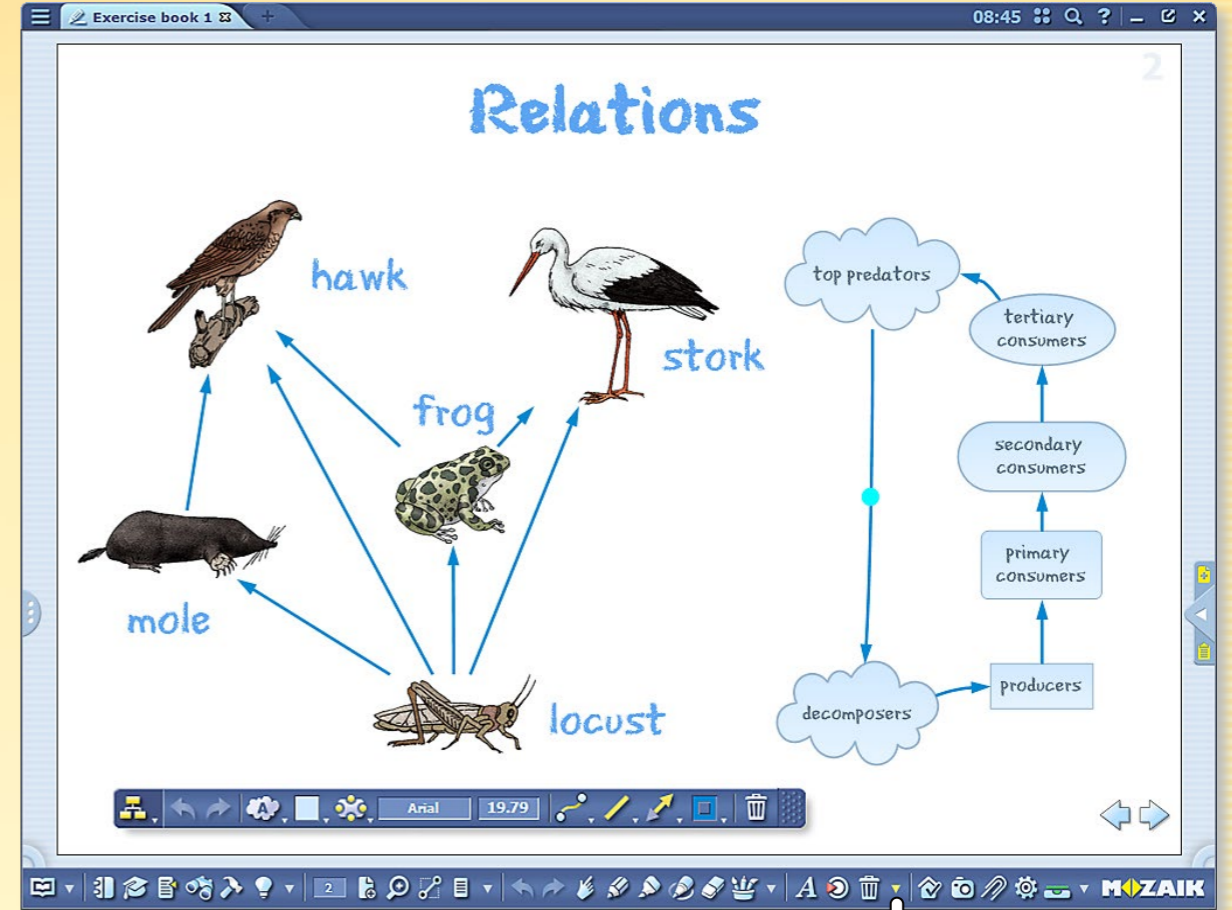 Exercise book 1
08:45
2
Relations
hawk
stork
frog
mole
locust
top predators
tertiary
consumers
secondary
consumers
primary
consumers
producers
decomposers
A
Arial
19.79
2
A
MOZAIK